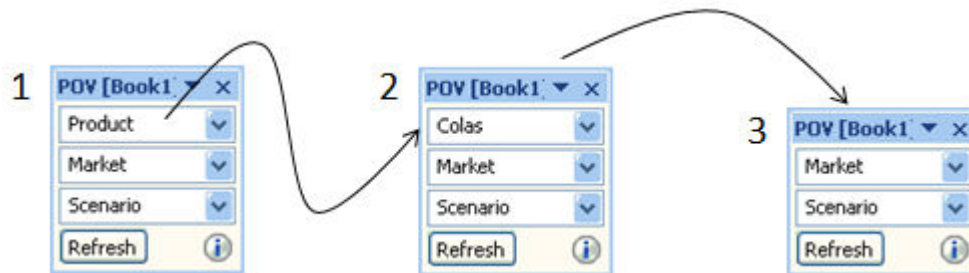 1
POV [Book1]
Product
Market
Scenario
Refresh
2
POV [Book1]
Colas
Market
Scenario
Refresh
3
POV [Book1]
Market
Scenario
Refresh